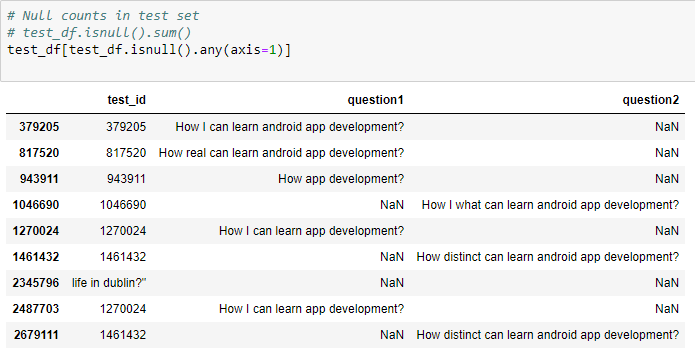 # Null counts in test set
# test_df.isnull().sum()
test_df[test_df.isnull().any(axis=1)]
test_id question1 question2
379205 379205 How I can learn android app development? NaN
817520 817520 How real can learn android app development? NaN
943911 943911 How app development? NaN
1046690 1046690 NaN How I what can learn android app development?
1270024 1270024 How I can learn app development? NaN
1461432 1461432 NaN How distinct can learn android app development?
2345796 life in dublin?" NaN NaN
2487703 1270024 How I can learn app development? NaN
2679111 1461432 NaN How distinct can learn android app development?